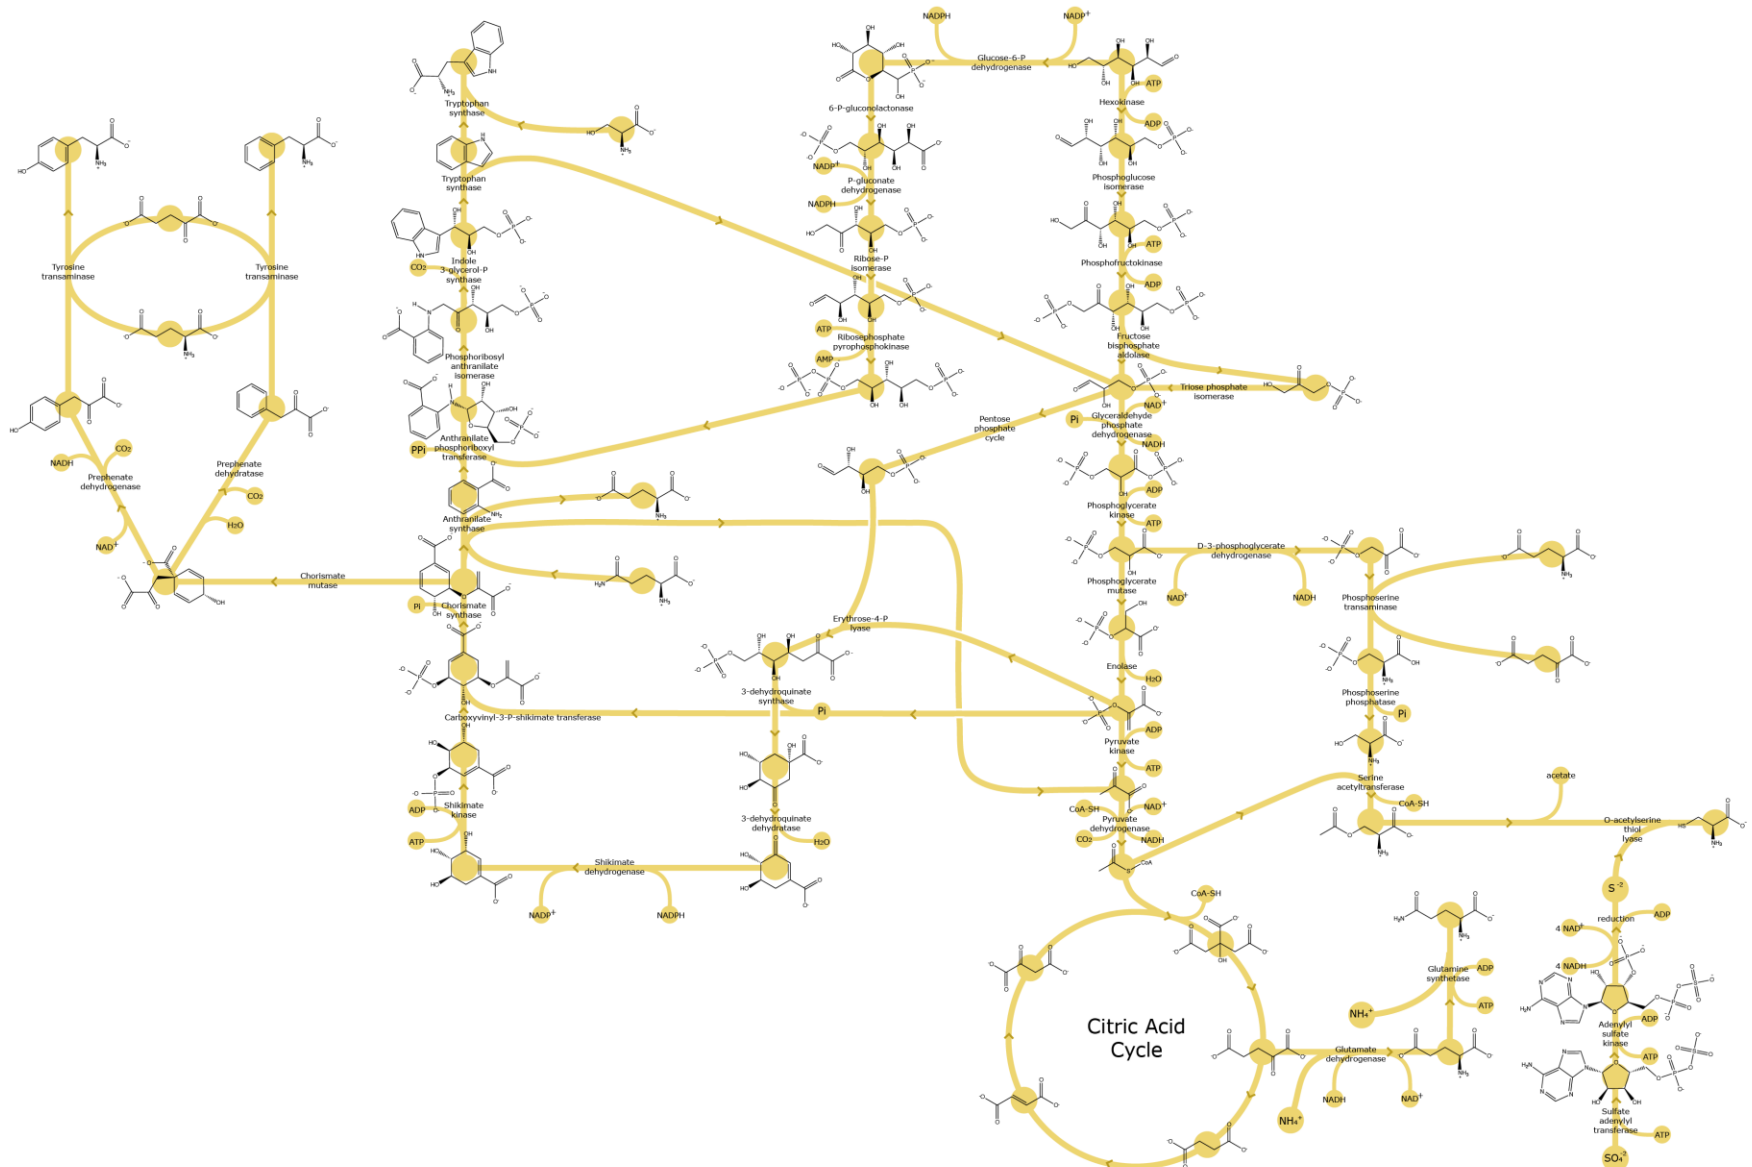 NADPH
NADP+
Glucose-6-P
dehydrogenase
ATP
Hexokinase
ADP
6-P-gluconolactonase
Tryptophan
synthase
NADP+
P-gluconate
dehydrogenase
NADPH
Phosphoglucose
isomerase
Tryptophan
synthase
ATP
Phosphofructokinase
ADP
Ribose-P
isomerase
Indole
3-glycerol-P
synthase
CO₂
Tyrosine
transaminase
Tyrosine
transaminase
ATP
Ribosephosphate
pyrophosphokinase
AMP
Fructose
bisphosphate
aldolase
Phosphoribosyl
anthranilate
isomerase
Triose phosphate
isomerase
Pentose
phosphate
cycle
Pi
NAD+
Glyceraldehyde
phosphate
dehydrogenase
NADH
PPi
Anthranilate
phosphoriboxyl
transferase
NADH
CO₂
Prephenate
dehydrogenase
Prephenate
dehydratase
CO₂
H₂O
NAD+
ADP
Phosphoglycerate
kinase
ATP
Anthranilate
synthase
D-3-phosphoglycerate
dehydrogenase
NAD+
NADH
Chorismate
mutase
Pi
Chorismate
synthase
Phosphoglycerate
mutase
Phosphoserine
transaminase
Erythrose-4-P
lyase
Enolase
H₂O
3-dehydroquinate
synthase
Pi
Phosphoserine
phosphatase
Pi
Carboxyvinyl-3-P-shikimate transferase
ADP
Pyruvate
kinase
ATP
Serine
acetyltransferase
CoA-SH
acetate
ADP
Shikimate
kinase
ATP
3-dehydroquinate
dehydratase
H₂O
CoA-SH
NAD+
Pyruvate
dehydrogenase
CO₂
NADH
O-acetylserine
thiol
lyase
CoA
Shikimate
dehydrogenase
NADP+
NADPH
CoA-SH
S-2
reduction
ADP
4 NAD+
4 NADH
Glutamine
synthetase
ADP
ATP
NH₄+
Citric Acid
Cycle
Glutamate
dehydrogenase
NH₄+
NADH
NAD+
Adenylyl
sulfate
kinase
ADP
ATP
Sulfate
adenylyl
transferase
ATP
SO₄-2